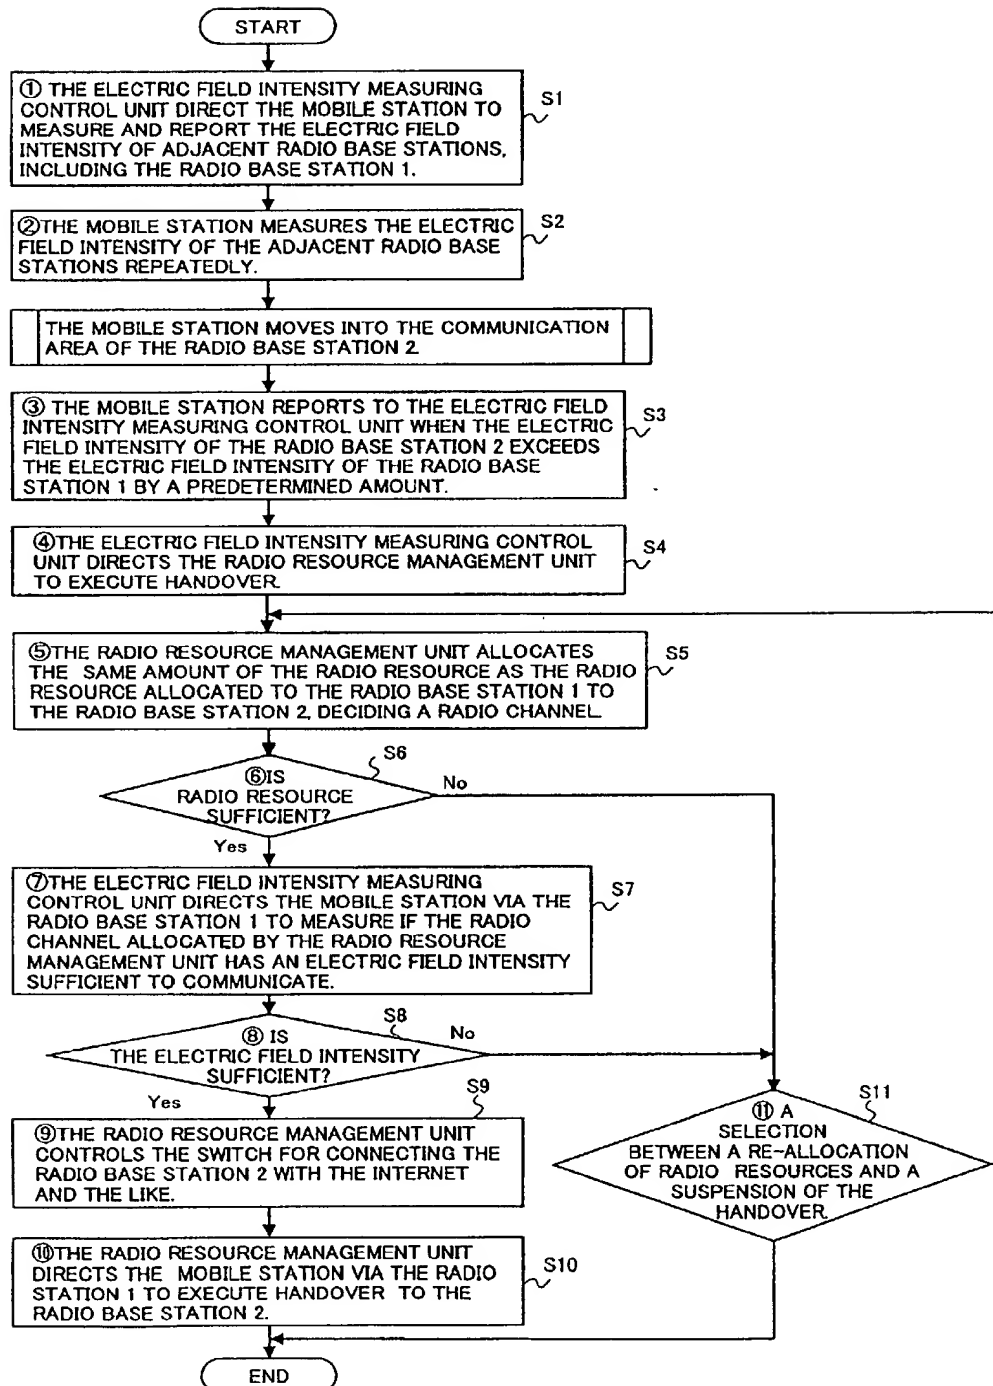 START
① THE ELECTRIC FIELD INTENSITY MEASURING
CONTROL UNIT DIRECT THE MOBILE STATION TO
MEASURE AND REPORT THE ELECTRIC FIELD
INTENSITY OF ADJACENT RADIO BASE STATIONS,
INCLUDING THE RADIO BASE STATION 1.
S1
②THE MOBILE STATION MEASURES THE ELECTRIC
FIELD INTENSITY OF THE ADJACENT RADIO BASE
STATIONS REPEATEDLY.
S2
THE MOBILE STATION MOVES INTO THE COMMUNICATION
AREA OF THE RADIO BASE STATION 2.
③ THE MOBILE STATION REPORTS TO THE ELECTRIC FIELD
INTENSITY MEASURING CONTROL UNIT WHEN THE ELECTRIC
FIELD INTENSITY OF THE RADIO BASE STATION 2 EXCEEDS
THE ELECTRIC FIELD INTENSITY OF THE RADIO BASE
STATION 1 BY A PREDETERMINED AMOUNT.
S3
④THE ELECTRIC FIELD INTENSITY MEASURING CONTROL
UNIT DIRECTS THE RADIO RESOURCE MANAGEMENT UNIT
TO EXECUTE HANDOVER.
S4
⑤THE RADIO RESOURCE MANAGEMENT UNIT ALLOCATES
THE SAME AMOUNT OF THE RADIO RESOURCE AS THE RADIO
RESOURCE ALLOCATED TO THE RADIO BASE STATION 1 TO
THE RADIO BASE STATION 2, DECIDING A RADIO CHANNEL.
S5
⑥IS
RADIO RESOURCE
SUFFICIENT?
S6
No
Yes
⑦THE ELECTRIC FIELD INTENSITY MEASURING
CONTROL UNIT DIRECTS THE MOBILE STATION VIA THE
RADIO BASE STATION 1 TO MEASURE IF THE RADIO
CHANNEL ALLOCATED BY THE RADIO RESOURCE
MANAGEMENT UNIT HAS AN ELECTRIC FIELD INTENSITY
SUFFICIENT TO COMMUNICATE.
S7
⑧ IS
THE ELECTRIC FIELD INTENSITY
SUFFICIENT?
S8
No
Yes
⑨THE RADIO RESOURCE MANAGEMENT UNIT
CONTROLS THE SWITCH FOR CONNECTING THE
RADIO BASE STATION 2 WITH THE INTERNET
AND THE LIKE.
S9
⑪ A
SELECTION
BETWEEN A RE-ALLOCATION
OF RADIO RESOURCES AND A
SUSPENSION OF THE
HANDOVER.
S11
⑩THE RADIO RESOURCE MANAGEMENT UNIT
DIRECTS THE MOBILE STATION VIA THE RADIO
STATION 1 TO EXECUTE HANDOVER TO THE
RADIO BASE STATION 2.
S10
END